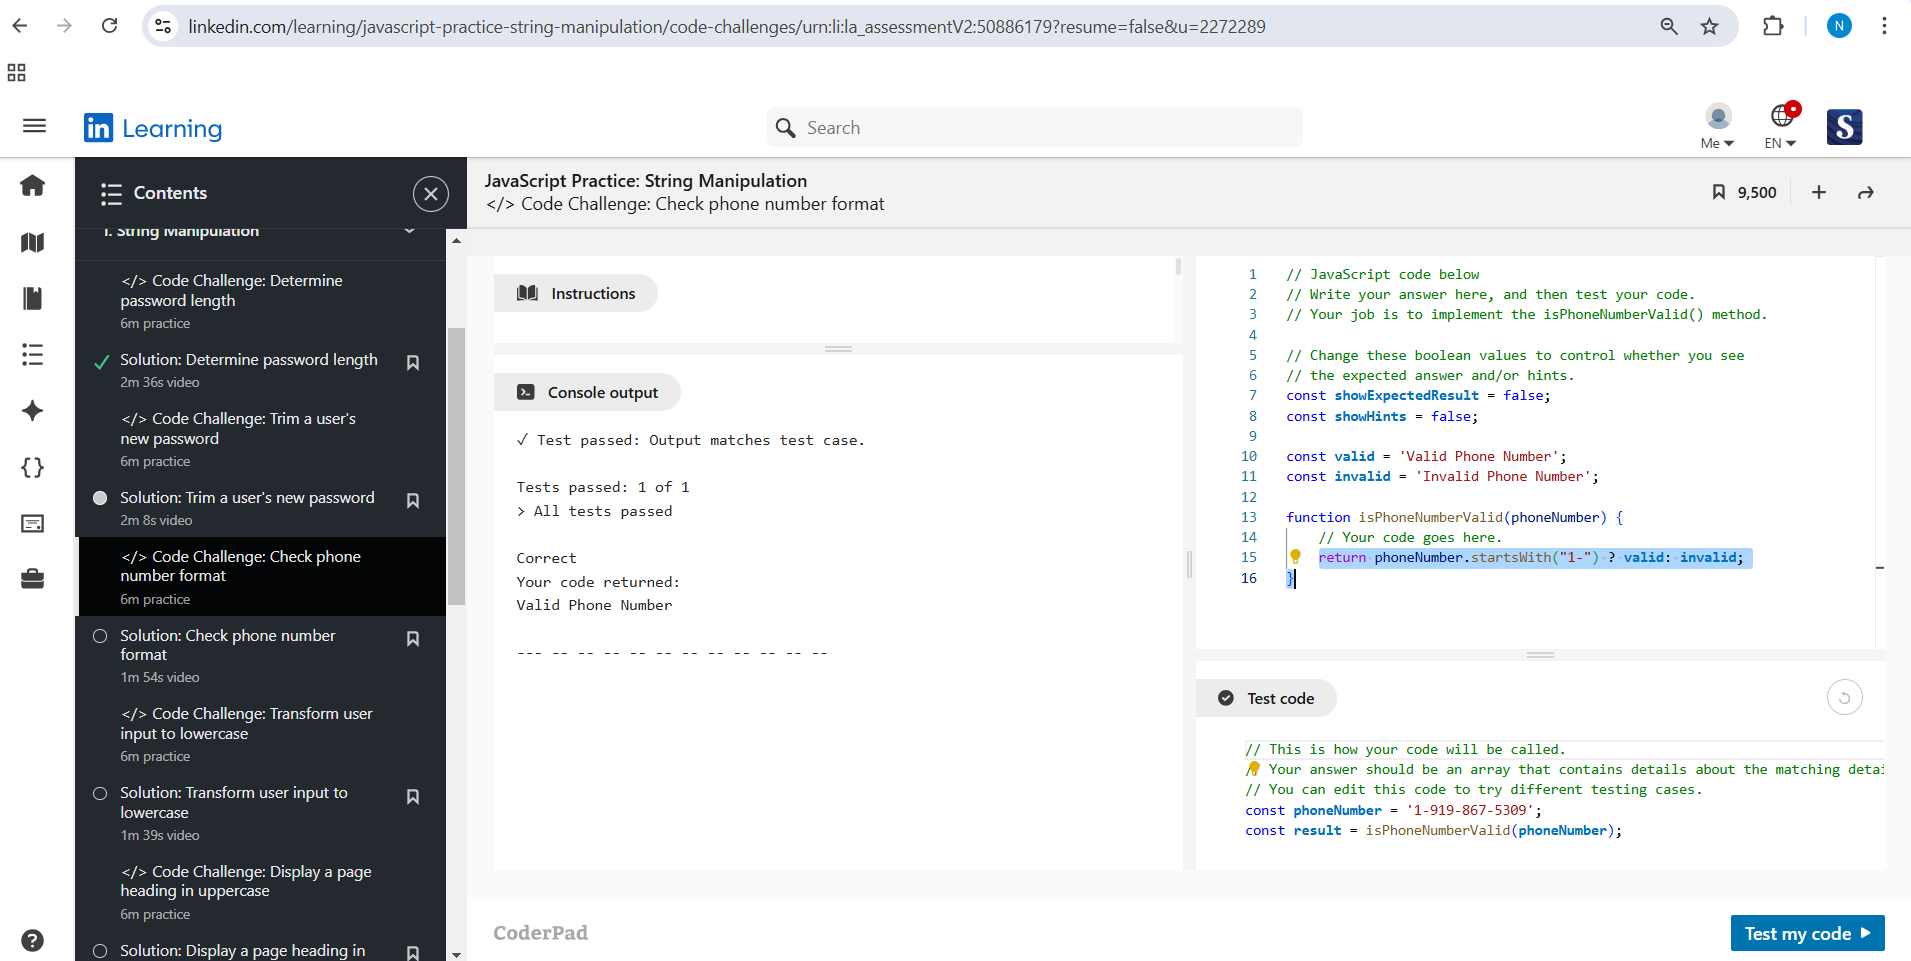 linkedin.com/learning/javascript-practice-string-manipulation/code-challenges/urn:li:la_assessmentV2:50886179?resume=false&u=2272289
N
in Learning
Search
Me
EN
S
Contents
1. String Manipulation
</> Code Challenge: Determine
password length
6m practice
Solution: Determine password length
2m 36s video
</> Code Challenge: Trim a user's
new password
6m practice
Solution: Trim a user's new password
2m 8s video
</> Code Challenge: Check phone
number format
6m practice
Solution: Check phone number
format
1m 54s video
</> Code Challenge: Transform user
input to lowercase
6m practice
Solution: Transform user input to
lowercase
1m 39s video
</> Code Challenge: Display a page
heading in uppercase
6m practice
Solution: Display a page heading in
JavaScript Practice: String Manipulation
</> Code Challenge: Check phone number format
9,500
Instructions
Console output
✓ Test passed: Output matches test case.
Tests passed: 1 of 1
> All tests passed
Correct
Your code returned:
Valid Phone Number
--- -- -- -- -- -- -- -- -- -- -- --
1 // JavaScript code below
2 // Write your answer here, and then test your code.
3 // Your job is to implement the isPhoneNumberValid() method.
4
5 // Change these boolean values to control whether you see
6 // the expected answer and/or hints.
7 const showExpectedResult = false;
8 const showHints = false;
9
10 const valid = 'Valid Phone Number';
11 const invalid = 'Invalid Phone Number';
12
13 function isPhoneNumberValid(phoneNumber) {
14 // Your code goes here.
15 return phoneNumber.startsWith("1-") ? valid: invalid;
16 }
Test code
// This is how your code will be called.
// Your answer should be an array that contains details about the matching detai
// You can edit this code to try different testing cases.
const phoneNumber = '1-919-867-5309';
const result = isPhoneNumberValid(phoneNumber);
CoderPad
Test my code